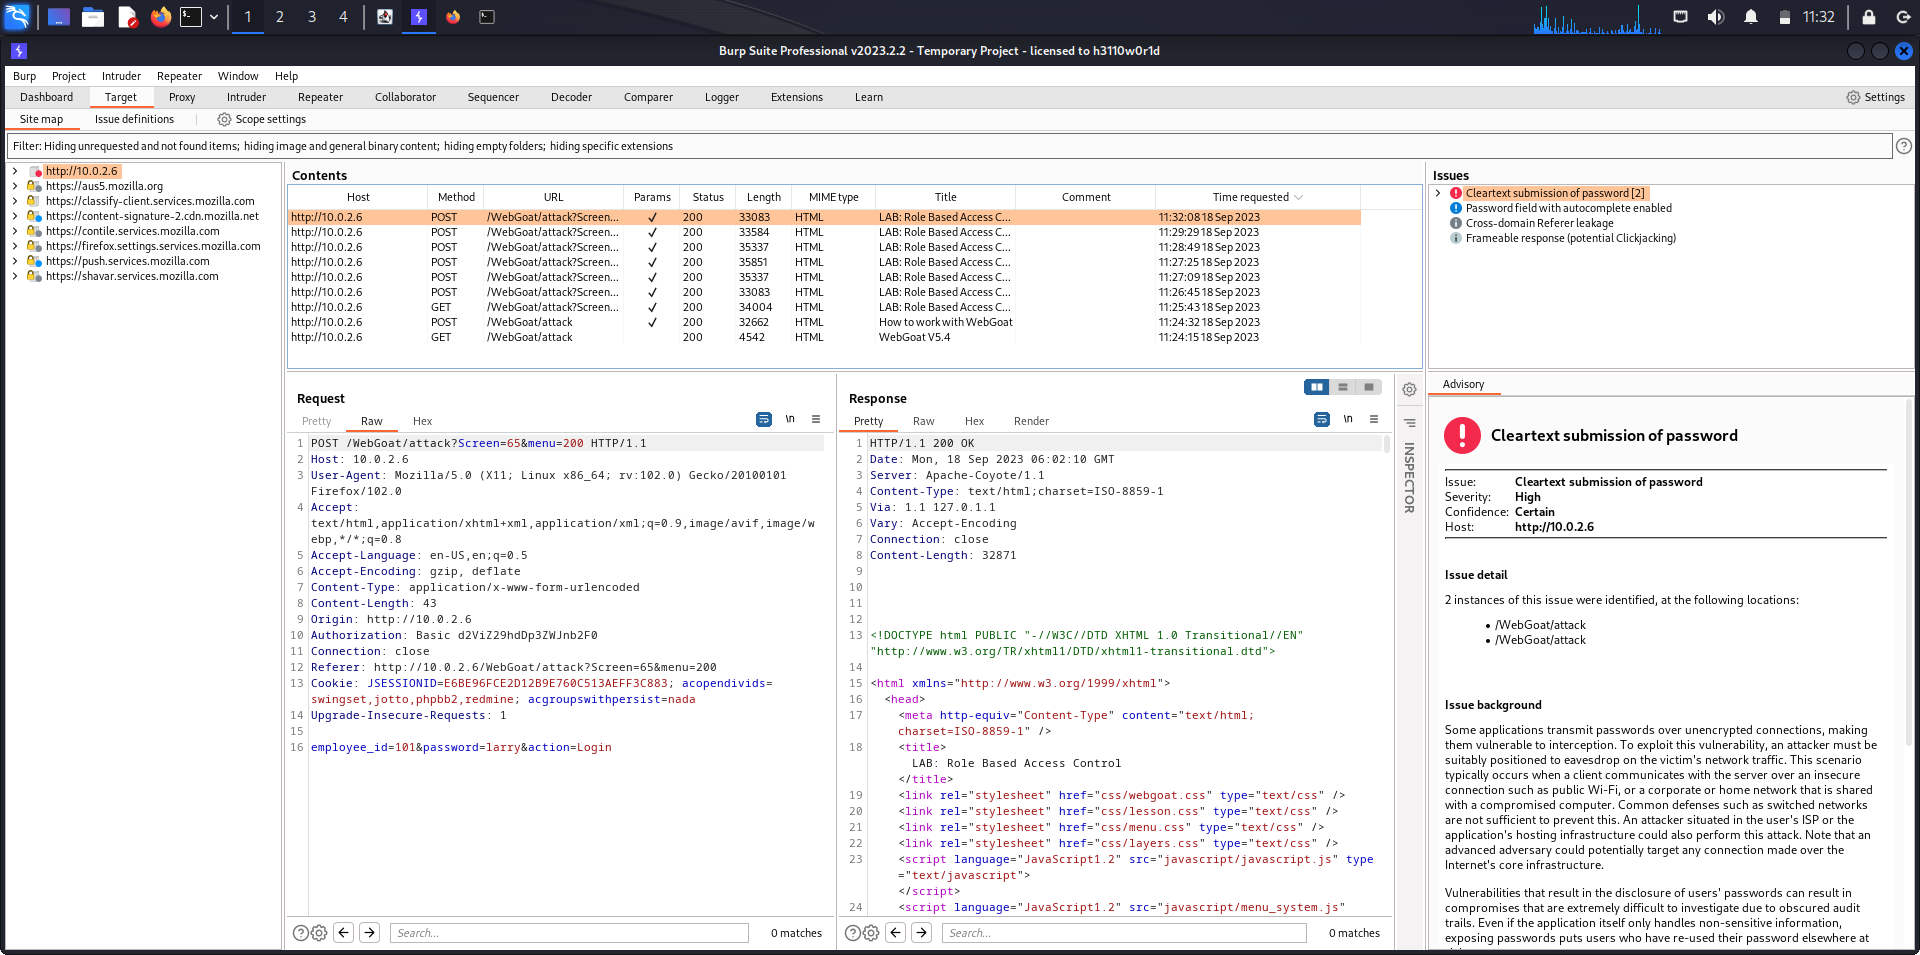 1 2 3 4 11:32
Burp Suite Professional v2023.2.2 - Temporary Project - licensed to h3110w0r1d
Burp Project Intruder Repeater Window Help
Dashboard Target Proxy Intruder Repeater Collaborator Sequencer Decoder Comparer Logger Extensions Learn Settings
Site map Issue definitions Scope settings
Filter: Hiding unrequested and not found items; hiding image and general binary content; hiding empty folders; hiding specific extensions
http://10.0.2.6
https://aus5.mozilla.org
https://classify-client.services.mozilla.com
https://content-signature-2.cdn.mozilla.net
https://contile.services.mozilla.com
https://firefox.settings.services.mozilla.com
https://push.services.mozilla.com
https://shavar.services.mozilla.com
Contents
Host Method URL Params Status Length MIME type Title Comment Time requested
http://10.0.2.6 POST /WebGoat/attack?Screen... ✓ 200 33083 HTML LAB: Role Based Access C... 11:32:08 18 Sep 2023
http://10.0.2.6 POST /WebGoat/attack?Screen... ✓ 200 33584 HTML LAB: Role Based Access C... 11:29:29 18 Sep 2023
http://10.0.2.6 POST /WebGoat/attack?Screen... ✓ 200 35337 HTML LAB: Role Based Access C... 11:28:49 18 Sep 2023
http://10.0.2.6 POST /WebGoat/attack?Screen... ✓ 200 35851 HTML LAB: Role Based Access C... 11:27:25 18 Sep 2023
http://10.0.2.6 POST /WebGoat/attack?Screen... ✓ 200 35337 HTML LAB: Role Based Access C... 11:27:09 18 Sep 2023
http://10.0.2.6 POST /WebGoat/attack?Screen... ✓ 200 33083 HTML LAB: Role Based Access C... 11:26:45 18 Sep 2023
http://10.0.2.6 GET /WebGoat/attack?Screen... ✓ 200 34004 HTML LAB: Role Based Access C... 11:25:43 18 Sep 2023
http://10.0.2.6 POST /WebGoat/attack ✓ 200 32662 HTML How to work with WebGoat 11:24:32 18 Sep 2023
http://10.0.2.6 GET /WebGoat/attack 200 4542 HTML WebGoat V5.4 11:24:15 18 Sep 2023
Issues
Cleartext submission of password [2]
Password field with autocomplete enabled
Cross-domain Referer leakage
Frameable response (potential Clickjacking)
Request
Pretty Raw Hex \n
1 POST /WebGoat/attack?Screen=65&menu=200 HTTP/1.1
2 Host: 10.0.2.6
3 User-Agent: Mozilla/5.0 (X11; Linux x86_64; rv:102.0) Gecko/20100101
Firefox/102.0
4 Accept:
text/html,application/xhtml+xml,application/xml;q=0.9,image/avif,image/w
ebp,*/*;q=0.8
5 Accept-Language: en-US,en;q=0.5
6 Accept-Encoding: gzip, deflate
7 Content-Type: application/x-www-form-urlencoded
8 Content-Length: 43
9 Origin: http://10.0.2.6
10 Authorization: Basic d2ViZ29hdDp3ZWJnb2F0
11 Connection: close
12 Referer: http://10.0.2.6/WebGoat/attack?Screen=65&menu=200
13 Cookie: JSESSIONID=E6BE96FCE2D12B9E760C513AEFF3C883; acopendivids=
swingset,jotto,phpbb2,redmine; acgroupswithpersist=nada
14 Upgrade-Insecure-Requests: 1
15
16 employee_id=101&password=larry&action=Login
Search... 0 matches
Response
Pretty Raw Hex Render \n
1 HTTP/1.1 200 OK
2 Date: Mon, 18 Sep 2023 06:02:10 GMT
3 Server: Apache-Coyote/1.1
4 Content-Type: text/html;charset=ISO-8859-1
5 Via: 1.1 127.0.1.1
6 Vary: Accept-Encoding
7 Connection: close
8 Content-Length: 32871
9
10
11
12
13 <!DOCTYPE html PUBLIC "-//W3C//DTD XHTML 1.0 Transitional//EN"
"http://www.w3.org/TR/xhtml1/DTD/xhtml1-transitional.dtd">
14
15 <html xmlns="http://www.w3.org/1999/xhtml">
16 <head>
17 <meta http-equiv="Content-Type" content="text/html;
charset=ISO-8859-1" />
18 <title>
LAB: Role Based Access Control
</title>
19 <link rel="stylesheet" href="css/webgoat.css" type="text/css" />
20 <link rel="stylesheet" href="css/lesson.css" type="text/css" />
21 <link rel="stylesheet" href="css/menu.css" type="text/css" />
22 <link rel="stylesheet" href="css/layers.css" type="text/css" />
23 <script language="JavaScript1.2" src="javascript/javascript.js" type
="text/javascript">
</script>
24 <script language="JavaScript1.2" src="javascript/menu_system.js"
Search... 0 matches
INSPECTOR
Advisory
Cleartext submission of password
Issue: Cleartext submission of password
Severity: High
Confidence: Certain
Host: http://10.0.2.6
Issue detail
2 instances of this issue were identified, at the following locations:
• /WebGoat/attack
• /WebGoat/attack
Issue background
Some applications transmit passwords over unencrypted connections, making
them vulnerable to interception. To exploit this vulnerability, an attacker must be
suitably positioned to eavesdrop on the victim's network traffic. This scenario
typically occurs when a client communicates with the server over an insecure
connection such as public Wi-Fi, or a corporate or home network that is shared
with a compromised computer. Common defenses such as switched networks
are not sufficient to prevent this. An attacker situated in the user's ISP or the
application's hosting infrastructure could also perform this attack. Note that an
advanced adversary could potentially target any connection made over the
Internet's core infrastructure.
Vulnerabilities that result in the disclosure of users' passwords can result in
compromises that are extremely difficult to investigate due to obscured audit
trails. Even if the application itself only handles non-sensitive information,
exposing passwords puts users who have re-used their password elsewhere at